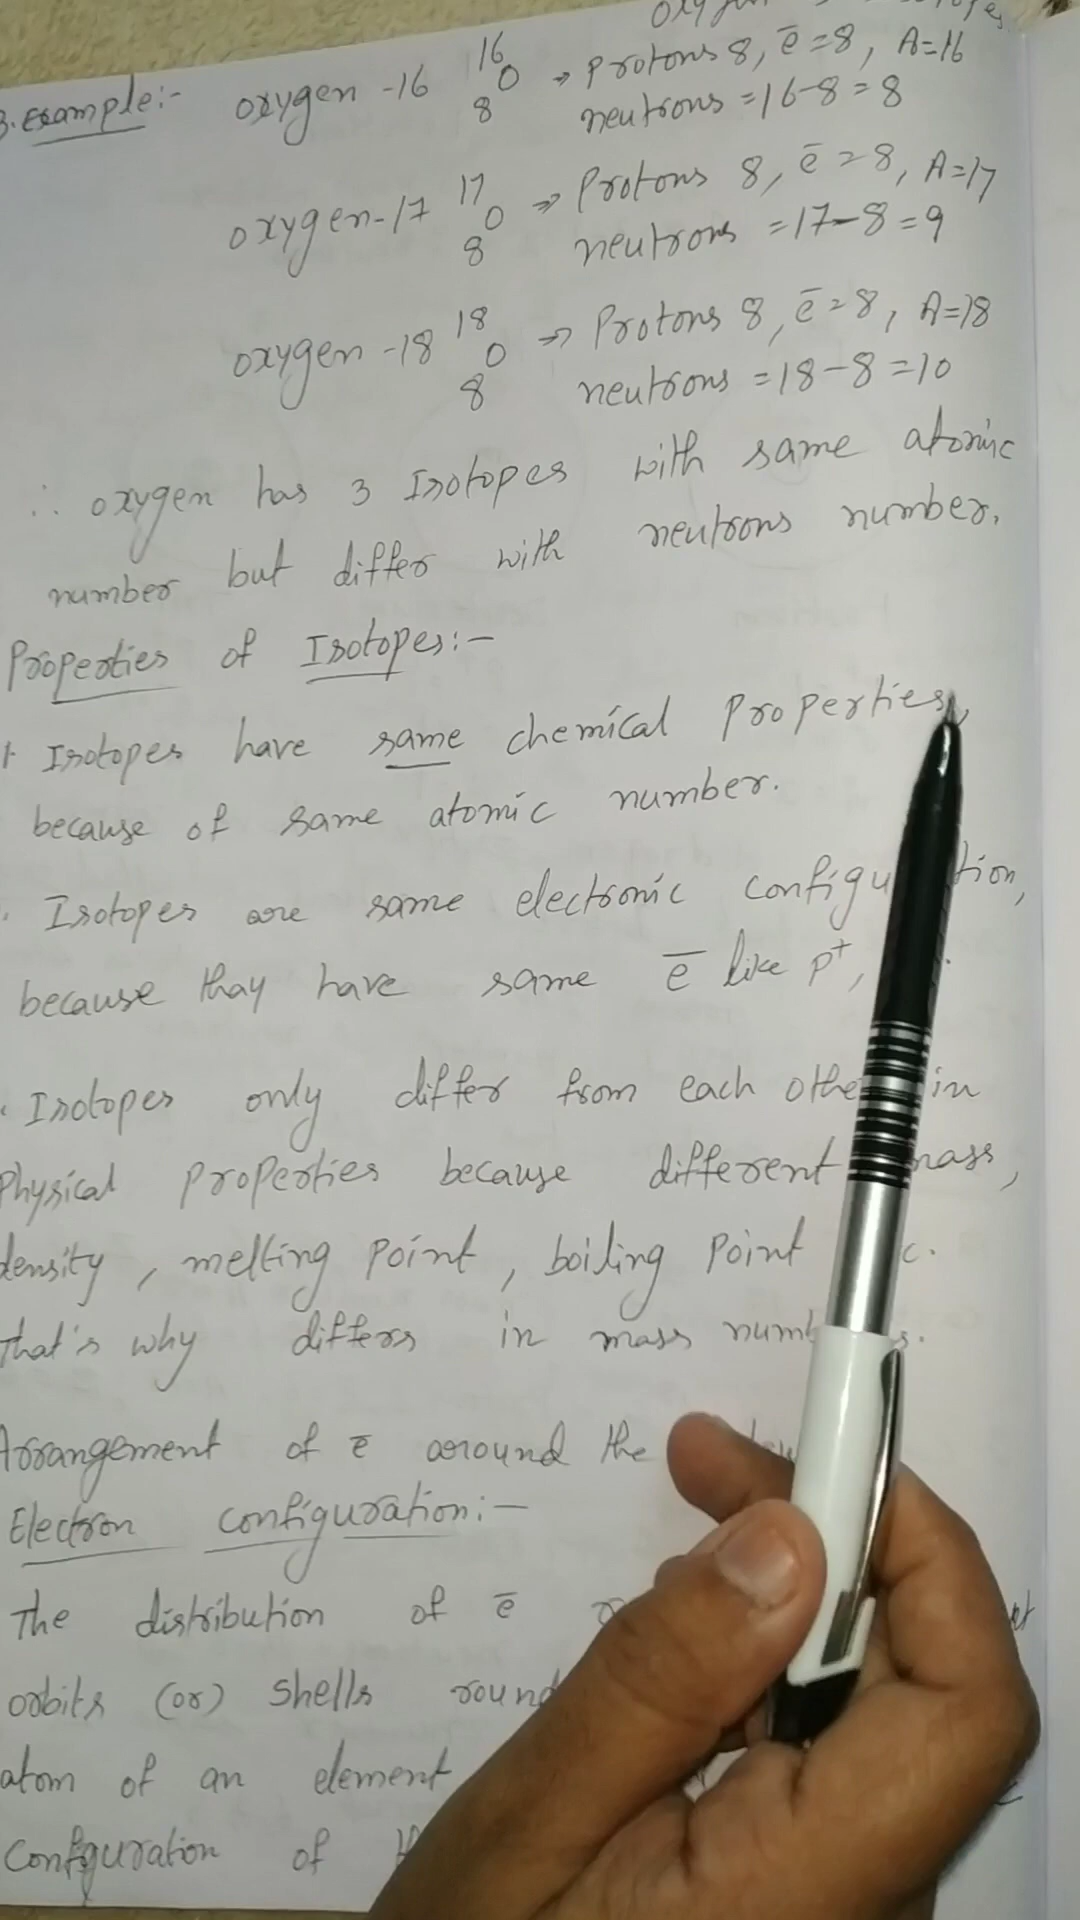 3. Example:- oxygen -16 16 8 O → Protons 8, e̅=8, A=16
neutrons =16-8=8
oxygen-17 17 8 O → Protons 8, e̅=8, A=17
neutrons =17-8=9
oxygen-18 18 8 O → Protons 8, e̅=8, A=18
neutrons =18-8=10
∴ oxygen has 3 Isotopes with same atomic
number but differ with neutrons number.
Properties of Isotopes:-
Isotopes have same chemical Properties,
because of same atomic number.
Isotopes are same electronic
because thay have same e̅ like p⁺,
Isotopes only differ from each other in
Physical Properties because different mass,
density, melting Point, boiling Point
That's why differs in mass
Arrangement of e̅ around the
Electron configuration:-
The distribution of e̅
orbits (or) shells round
atom of an element
Configuration of